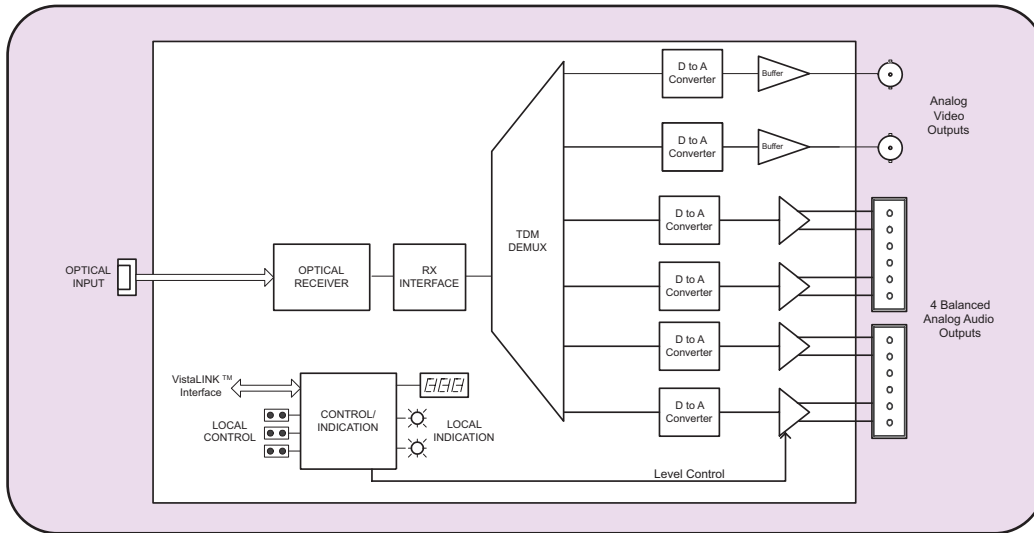 D to A
Converter
Buffer
Analog
Video
Outputs
D to A
Converter
Buffer
D to A
Converter
TDM
DEMUX
OPTICAL
INPUT
OPTICAL
RECEIVER
RX
INTERFACE
D to A
Converter
4 Balanced
Analog Audio
Outputs
D to A
Converter
VistaLINK ™
Interface
LOCAL
CONTROL
CONTROL/
INDICATION
LOCAL
INDICATION
D to A
Converter
Level Control